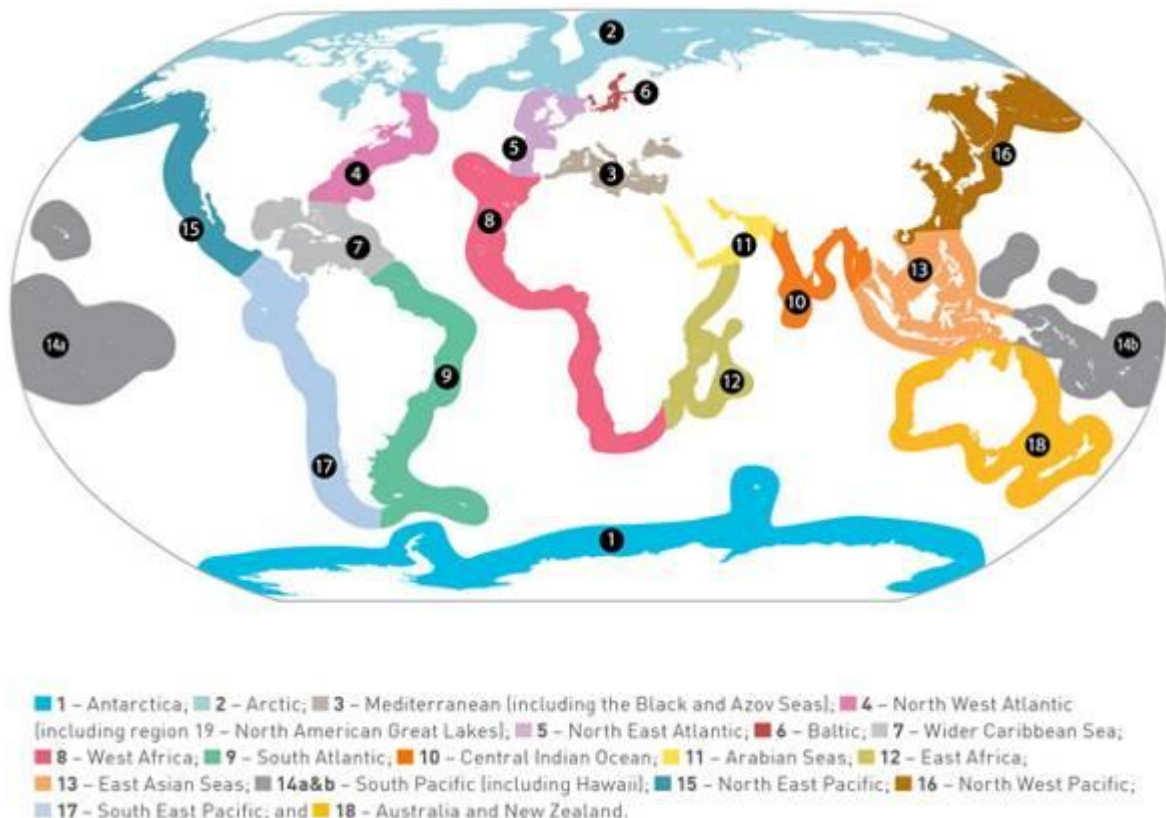 2
6
5
16
4
3
8
15
7
11
13
10
14a
14b
12
9
18
17
1
1 – Antarctica; 2 – Arctic; 3 – Mediterranean (including the Black and Azov Seas); 4 – North West Atlantic
(including region 19 – North American Great Lakes); 5 – North East Atlantic; 6 – Baltic; 7 – Wider Caribbean Sea;
8 – West Africa; 9 – South Atlantic; 10 – Central Indian Ocean; 11 – Arabian Seas; 12 – East Africa;
13 – East Asian Seas; 14a&b – South Pacific (including Hawaii); 15 – North East Pacific; 16 – North West Pacific;
17 – South East Pacific; and 18 – Australia and New Zealand.